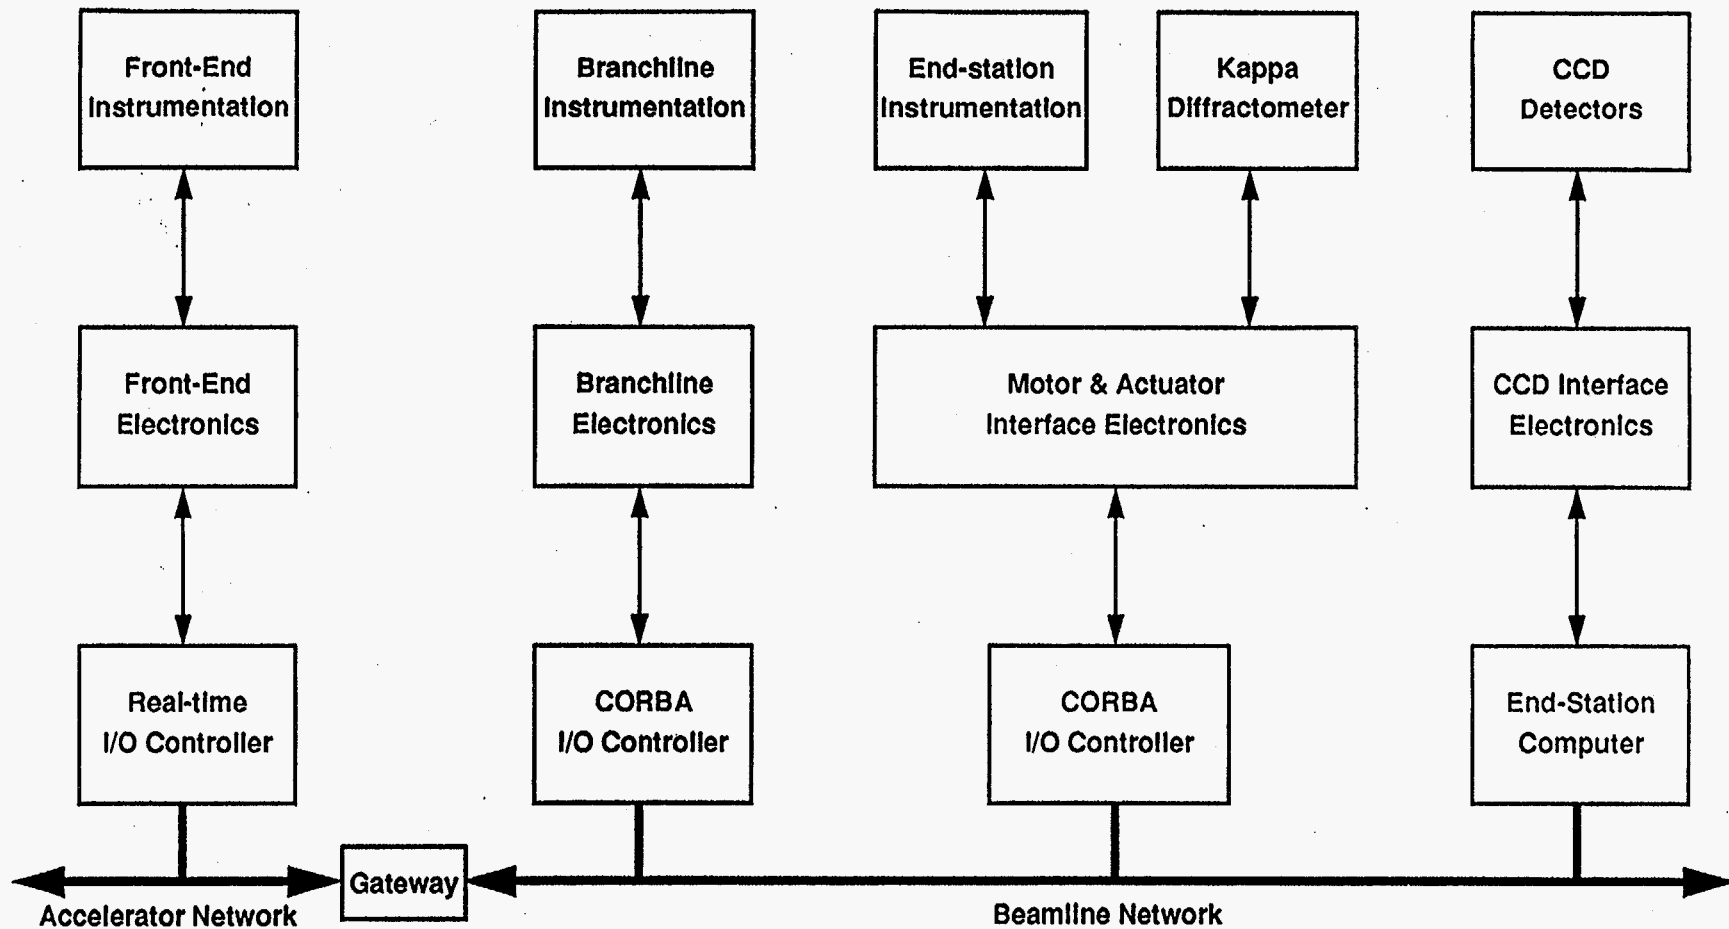 Front-End
Instrumentation
Branchline
Instrumentation
End-station
Instrumentation
Kappa
Diffractometer
CCD
Detectors
Front-End
Electronics
Branchline
Electronics
Motor & Actuator
Interface Electronics
CCD Interface
Electronics
Real-time
I/O Controller
CORBA
I/O Controller
CORBA
I/O Controller
End-Station
Computer
Gateway
Accelerator Network
Beamline Network